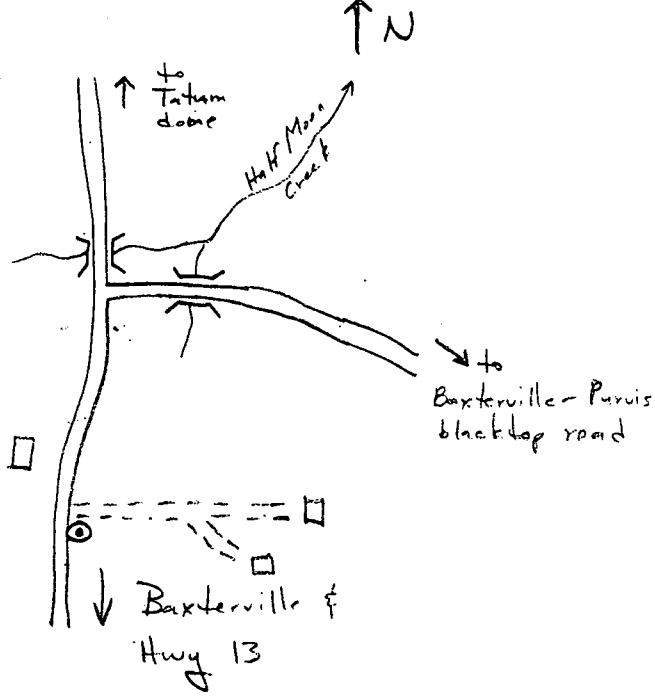 N
to
Tatum
dome
Half Moon
Creek
to
Baxterville - Purvis
blacktop road
Baxterville &
Hwy 13